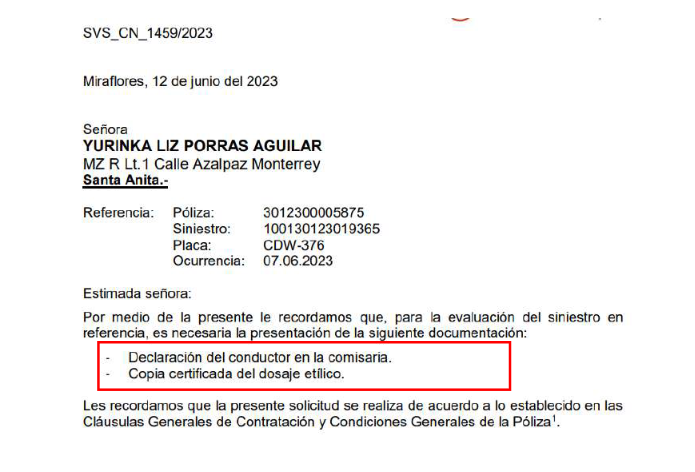 SVS_CN_1459/2023
Miraflores, 12 de junio del 2023
Señora
YURINKA LIZ PORRAS AGUILAR
MZ R Lt.1 Calle Azalpaz Monterrey
Santa Anita.-
Referencia: Póliza: 3012300005875
Siniestro: 100130123019365
Placa: CDW-376
Ocurrencia: 07.06.2023
Estimada señora:
Por medio de la presente le recordamos que, para la evaluación del siniestro en
referencia, es necesaria la presentación de la siguiente documentación:
- Declaración del conductor en la comisaria.
- Copia certificada del dosaje etílico.
Les recordamos que la presente solicitud se realiza de acuerdo a lo establecido en las
Cláusulas Generales de Contratación y Condiciones Generales de la Póliza¹.